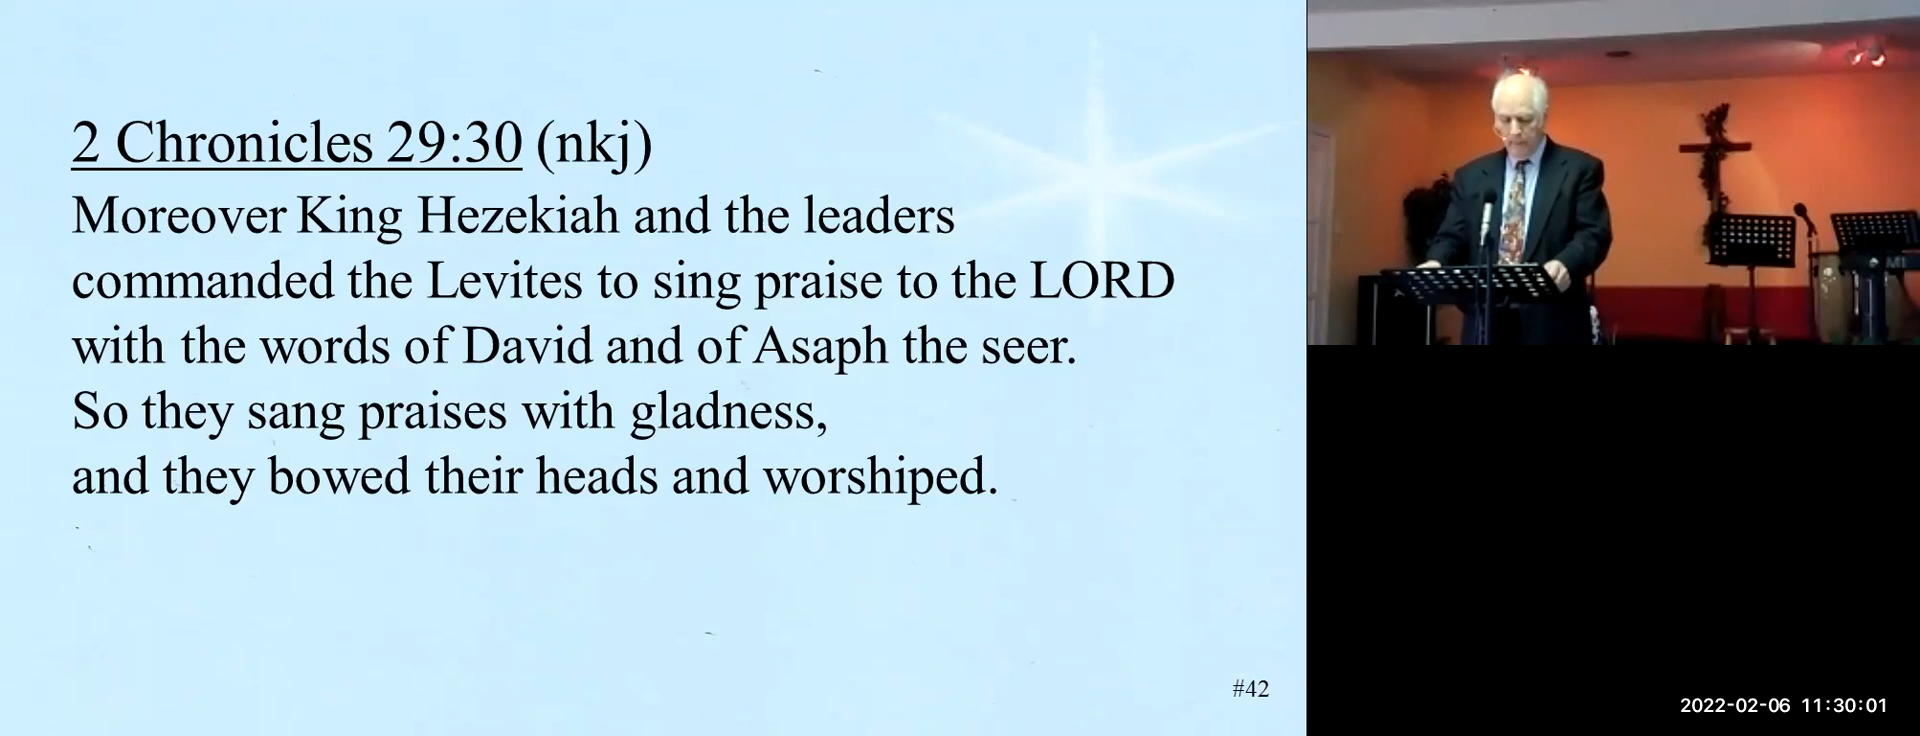 2 Chronicles 29:30 (nkj)
Moreover King Hezekiah and the leaders
commanded the Levites to sing praise to the LORD
with the words of David and of Asaph the seer.
So they sang praises with gladness,
and they bowed their heads and worshiped.
#42
2022-02-06 11:30:01